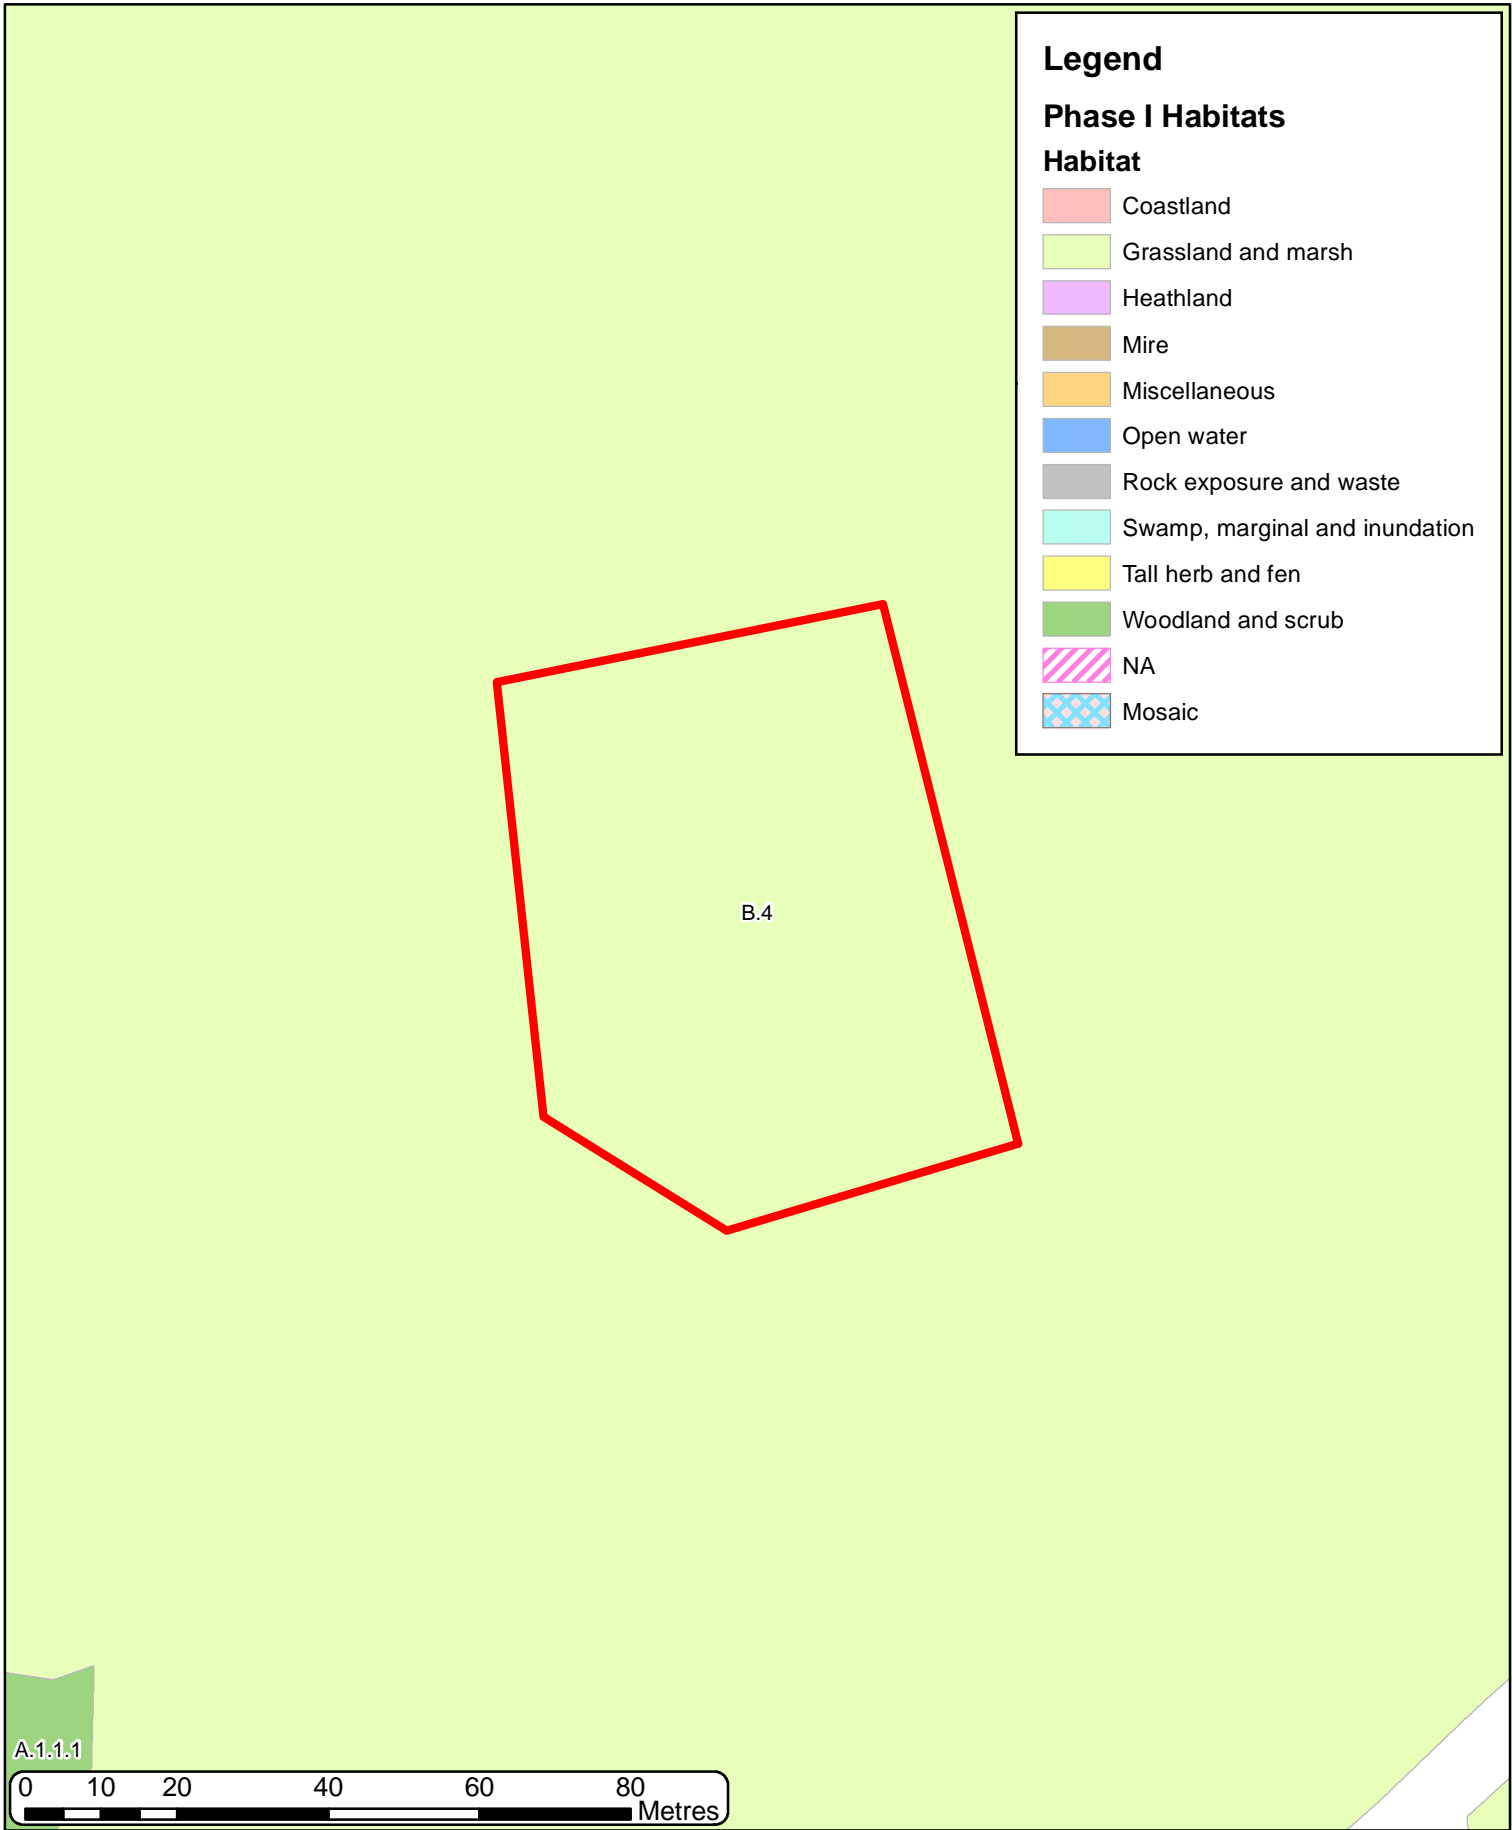 Legend
Phase I Habitats
Habitat
Coastland
Grassland and marsh
Heathland
Mire
Miscellaneous
Open water
Rock exposure and waste
Swamp, marginal and inundation
Tall herb and fen
Woodland and scrub
NA
Mosaic
B.4
A.1.1.1
0 10 20 40 60 80
Metres